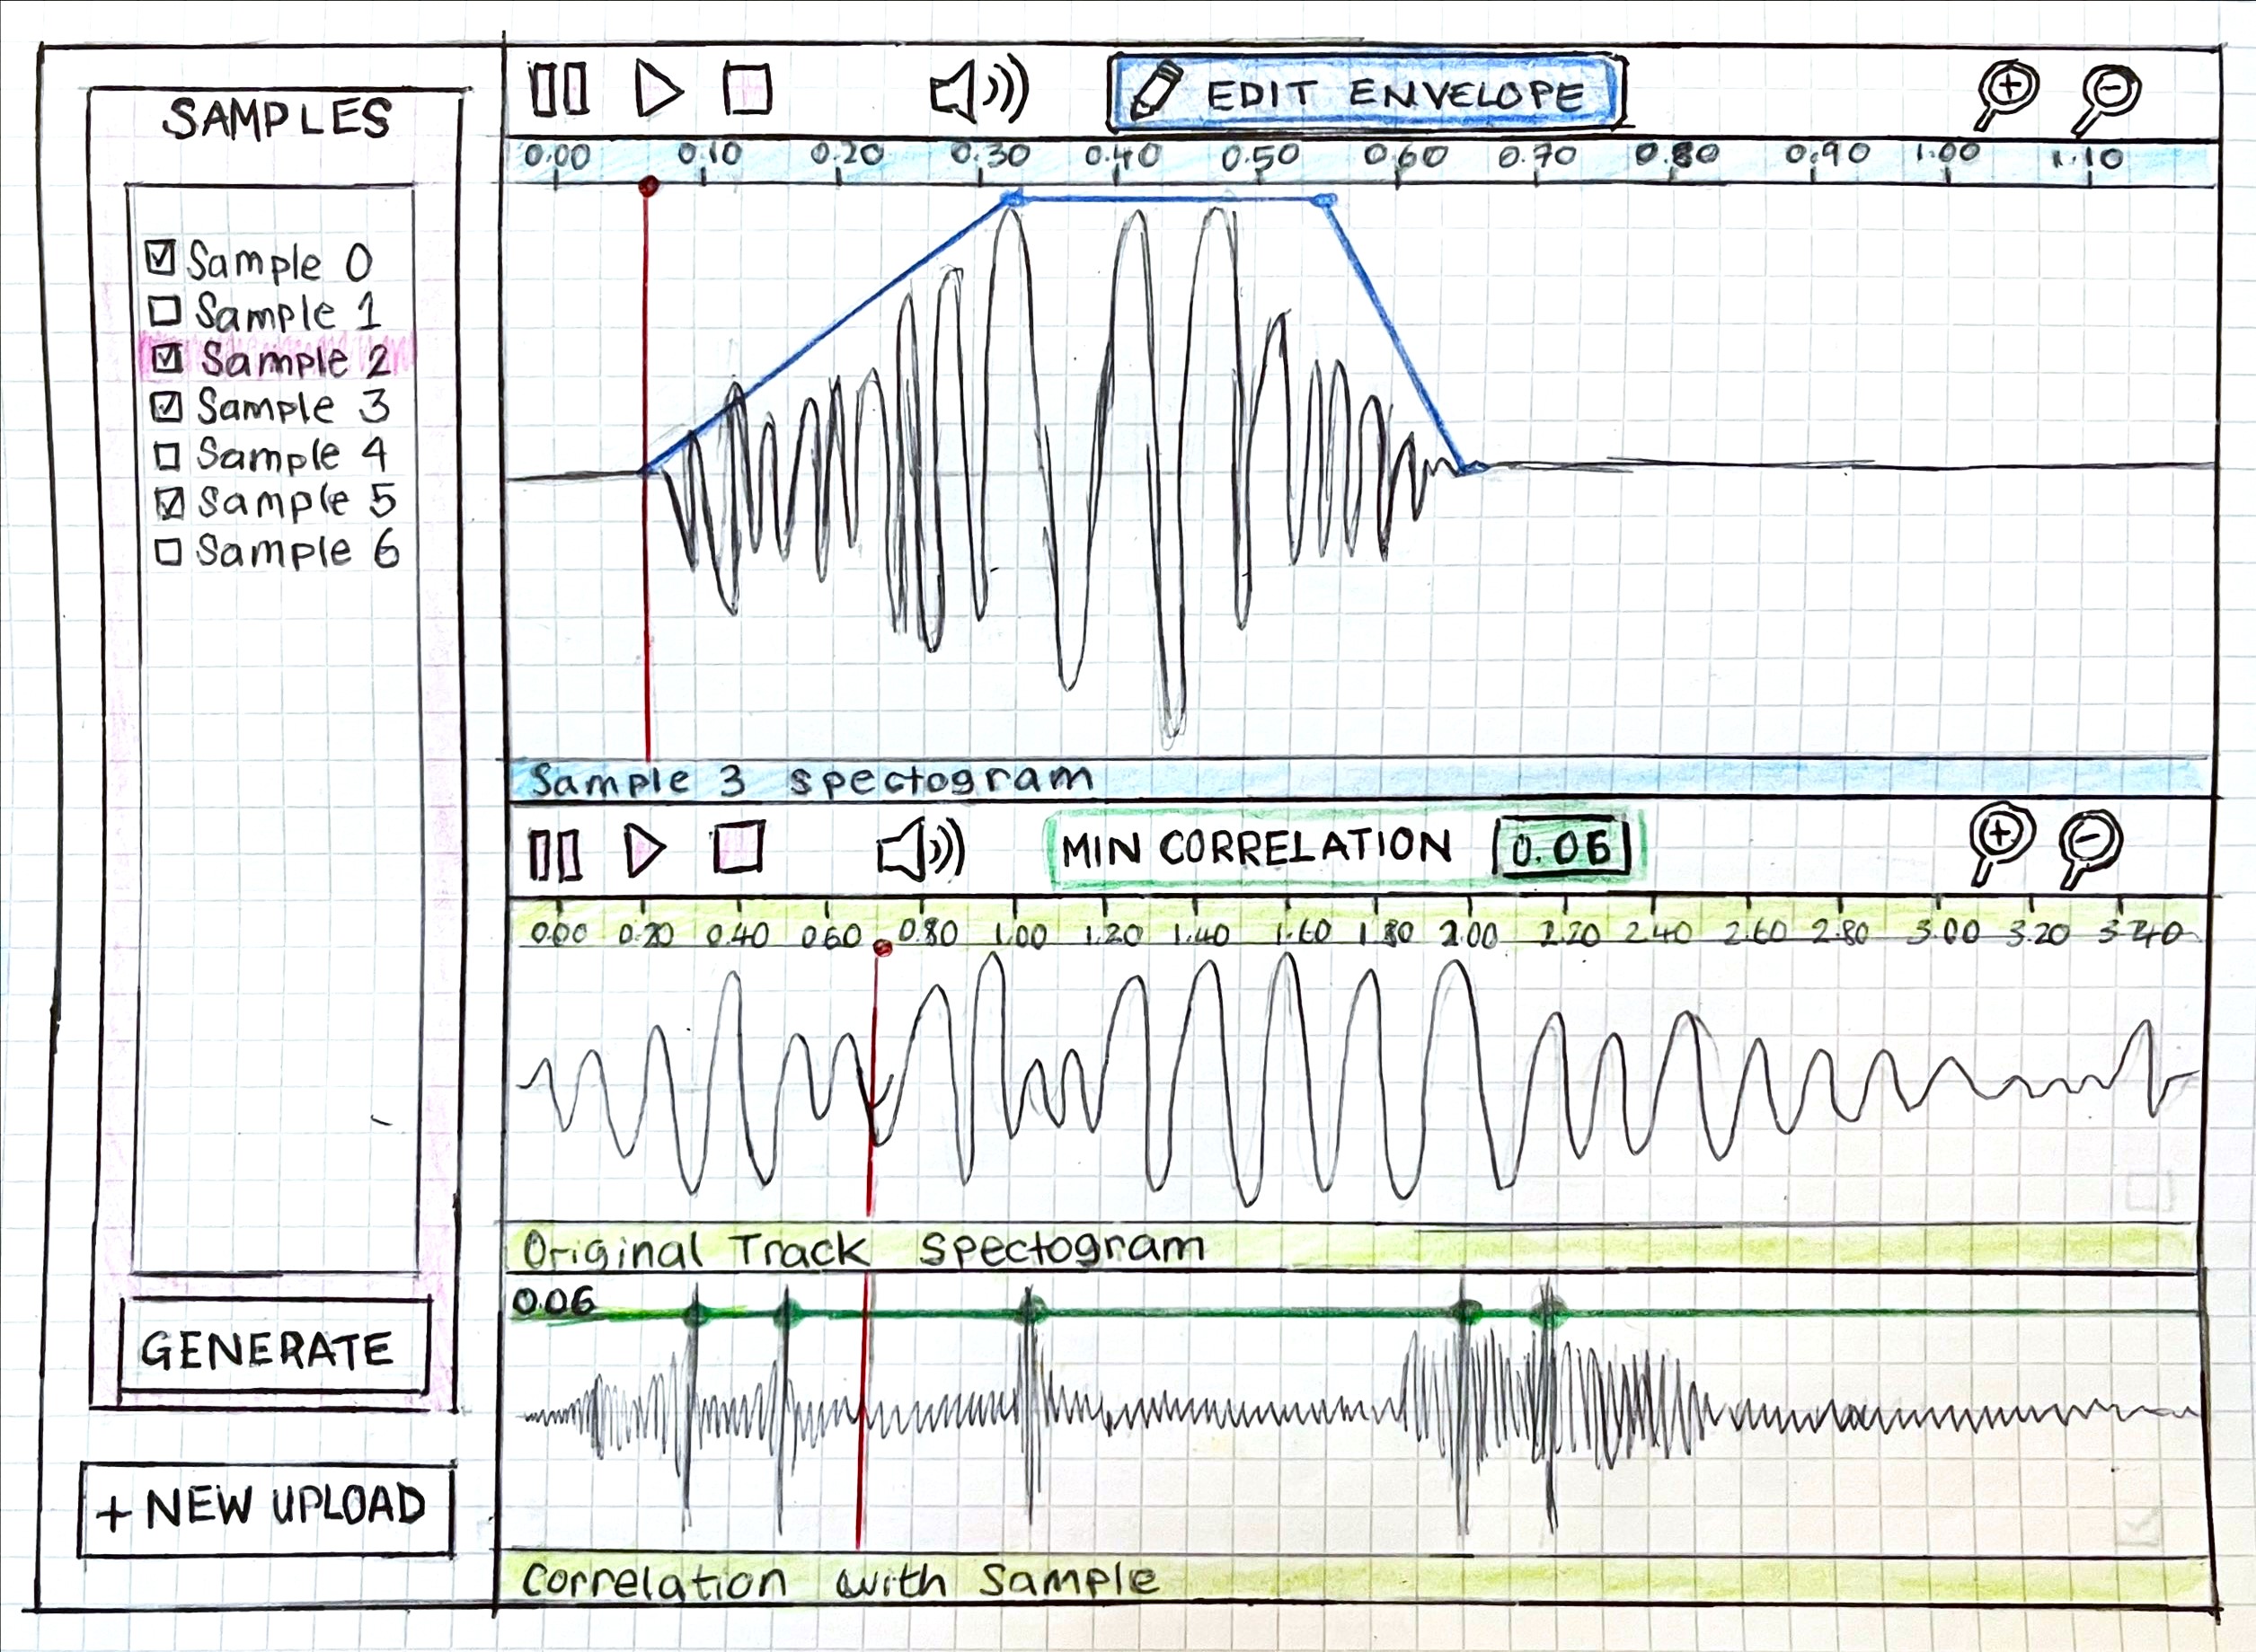 SAMPLES
Sample 0
Sample 1
Sample 2
Sample 3
Sample 4
Sample 5
Sample 6
GENERATE
+ NEW UPLOAD
EDIT ENVELOPE
0.00 0.10 0.20 0.30 0.40 0.50 0.60 0.70 0.80 0.90 1.00 1.10
Sample 3 spectogram
MIN CORRELATION 0.06
0.00 0.20 0.40 0.60 0.80 1.00 1.20 1.40 1.60 1.80 2.00 2.20 2.40 2.60 2.80 3.00 3.20 3.40
Original Track Spectogram
0.06
Correlation with Sample